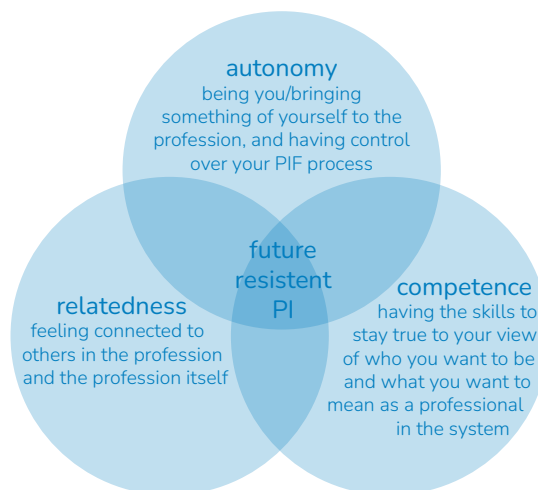 autonomy
being you/bringing
something of yourself to the
profession, and having control
over your PIF process
future
resistent
PI
relatedness
feeling connected to
others in the profession
and the profession itself
competence
having the skills to
stay true to your view
of who you want to be
and what you want to
mean as a professional
in the system